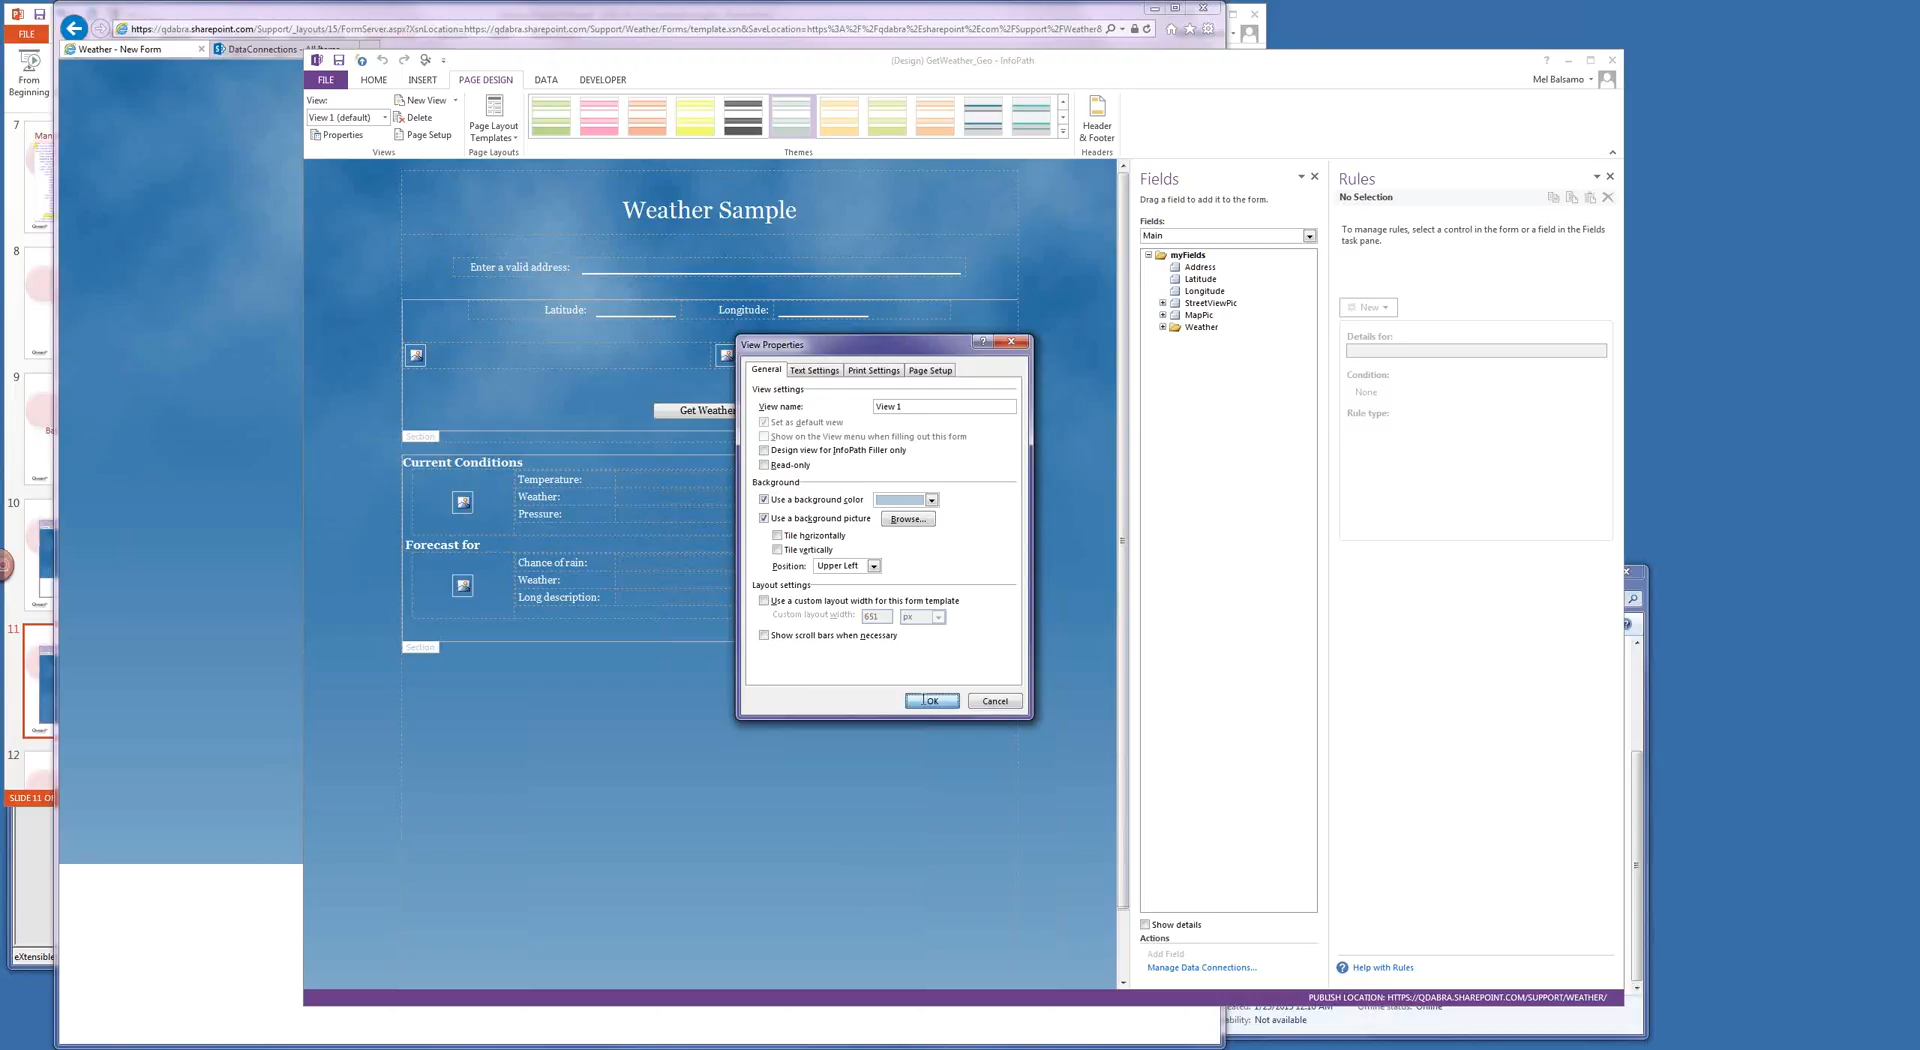 FILE
From
Beginning
7
8
9
10
11
12
SLIDE 11 OF
eXtensible
https://qdabra.sharepoint.com/Support/_layouts/15/FormServer.aspx?XsnLocation=https://qdabra.sharepoint.com/Support/Weather/Forms/template.xsn&SaveLocation=https%3A%2F%2Fqdabra%2Esharepoint%2Ecom%2FSupport%2FWeather&
Weather - New Form
DataConnections - All Items
(Design) GetWeather_Geo - InfoPath
FILE HOME INSERT PAGE DESIGN DATA DEVELOPER
Mel Balsamo
View:
View 1 (default)
Properties
New View
Delete
Page Setup
Views
Page Layout
Templates
Page Layouts
Themes
Header
& Footer
Headers
Weather Sample
Enter a valid address:
Latitude:
Longitude:
Get Weather
Section
Current Conditions
Temperature:
Weather:
Pressure:
Forecast for
Chance of rain:
Weather:
Long description:
Section
View Properties
General Text Settings Print Settings Page Setup
View settings
View name: View 1
Set as default view
Show on the View menu when filling out this form
Design view for InfoPath Filler only
Read-only
Background
Use a background color
Use a background picture Browse...
Tile horizontally
Tile vertically
Position: Upper Left
Layout settings
Use a custom layout width for this form template
Custom layout width: 651 px
Show scroll bars when necessary
OK Cancel
Fields
Drag a field to add it to the form.
Fields:
Main
myFields
Address
Latitude
Longitude
StreetViewPic
MapPic
Weather
Show details
Actions
Add Field
Manage Data Connections...
Rules
No Selection
To manage rules, select a control in the form or a field in the Fields
task pane.
New
Details for:
Condition:
None
Rule type:
Help with Rules
PUBLISH LOCATION: HTTPS://QDABRA.SHAREPOINT.COM/SUPPORT/WEATHER/
Not available